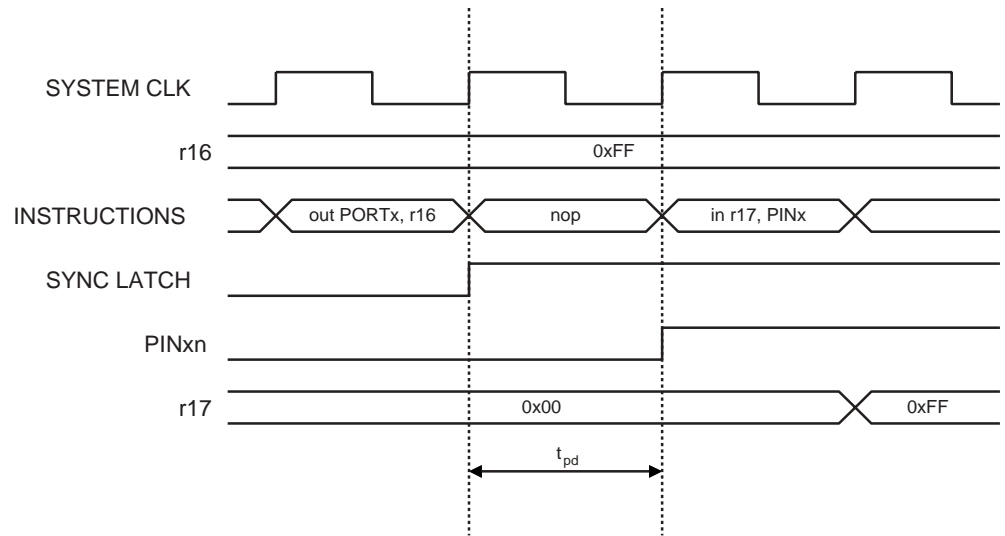 SYSTEM CLK
r16
0xFF
INSTRUCTIONS
out PORTx, r16
nop
in r17, PINx
SYNC LATCH
PINxn
r17
0x00
0xFF
tpd